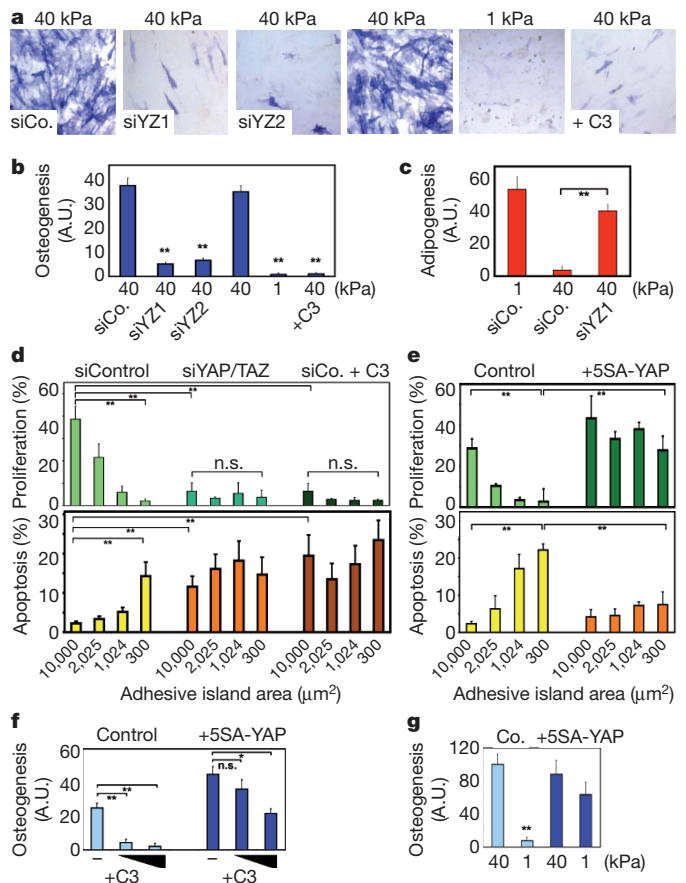 a 40 kPa 40 kPa 40 kPa 40 kPa 1 kPa 40 kPa
siCo. siYZ1 siYZ2 + C3
b
Osteogenesis (A.U.)
40
30
20
10
0
40 40 40 40 1 40 (kPa)
siCo. siYZ1 siYZ2 +C3
** ** ** **
c
Adipogenesis (A.U.)
60
40
20
0
**
1 40 40 (kPa)
siCo. siCo. siYZ1
d
siControl siYAP/TAZ siCo. + C3
Proliferation (%)
60
40
20
0
**
**
**
n.s. n.s.
Apoptosis (%)
30
20
10
0
**
**
**
10,000 2,025 1,024 300 10,000 2,025 1,024 300 10,000 2,025 1,024 300
Adhesive island area (µm²)
e
Control +5SA-YAP
Proliferation (%)
60
40
20
0
** **
Apoptosis (%)
30
20
10
0
** **
10,000 2,025 1,024 300 10,000 2,025 1,024 300
Adhesive island area (µm²)
f
Control +5SA-YAP
Osteogenesis (A.U.)
60
40
20
0
** **
n.s. *
– –
+C3 +C3
g
Co. +5SA-YAP
Osteogenesis (A.U.)
120
80
40
0
**
40 1 40 1 (kPa)